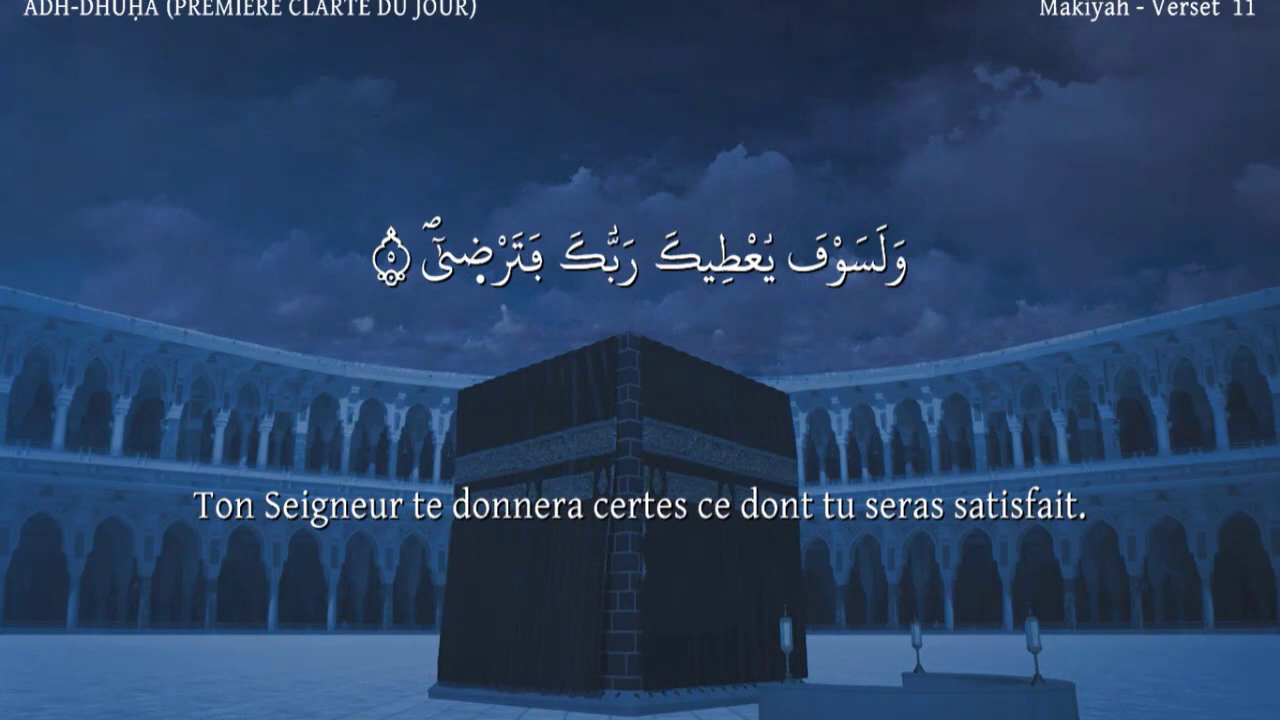 ADH-DHUḤA (PREMIÈRE CLARTÉ DU JOUR)
Makiyah - Verset 11
وَلَسَوْفَ يُعْطِيكَ رَبُّكَ فَتَرْضَىٰٓ ۝٥
Ton Seigneur te donnera certes ce dont tu seras satisfait.